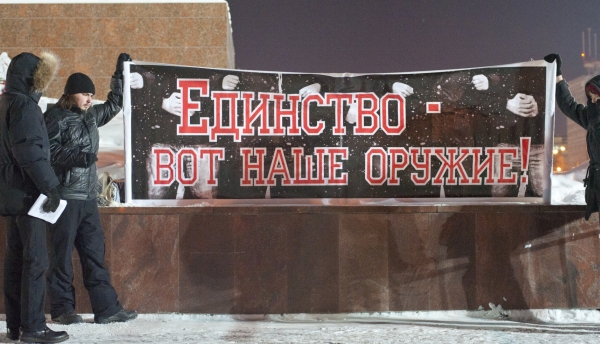 Единство -
вот наше оружие!